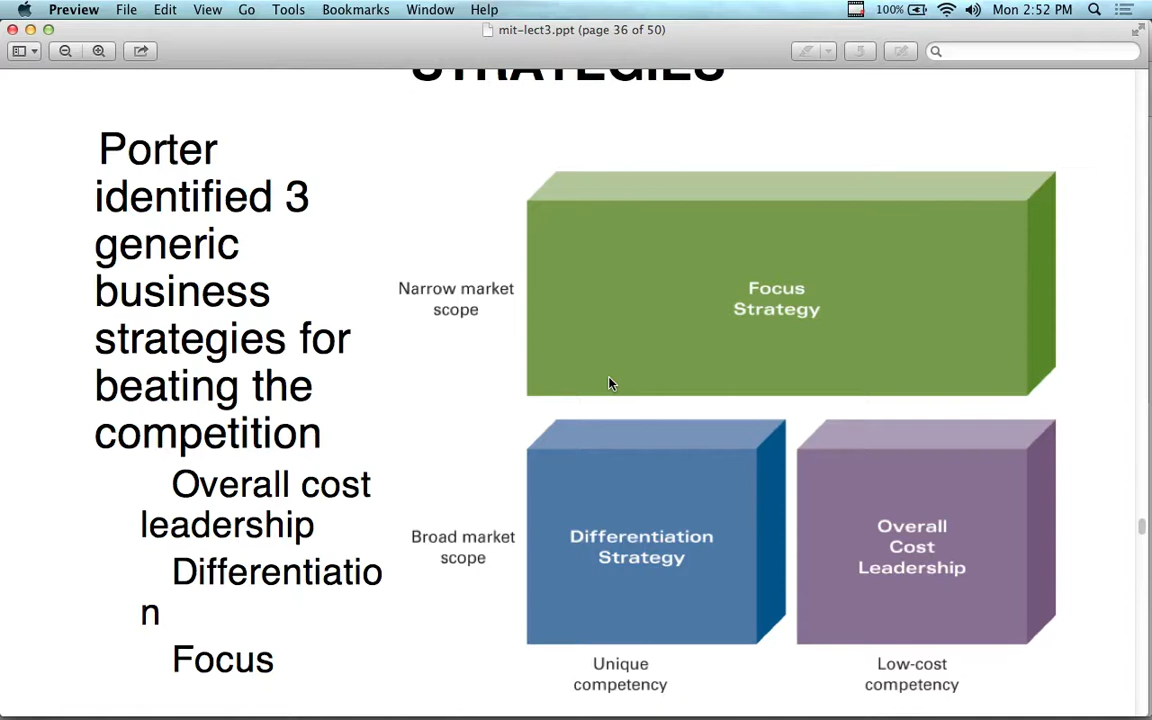 Preview File Edit View Go Tools Bookmarks Window Help 100% Mon 2:52 PM
mit-lect3.ppt (page 36 of 50)
STRATEGIES
Porter
identified 3
generic
business
strategies for
beating the
competition
Overall cost
leadership
Differentiatio
n
Focus
Narrow market
scope
Focus
Strategy
Broad market
scope
Differentiation
Strategy
Overall
Cost
Leadership
Unique
competency
Low-cost
competency